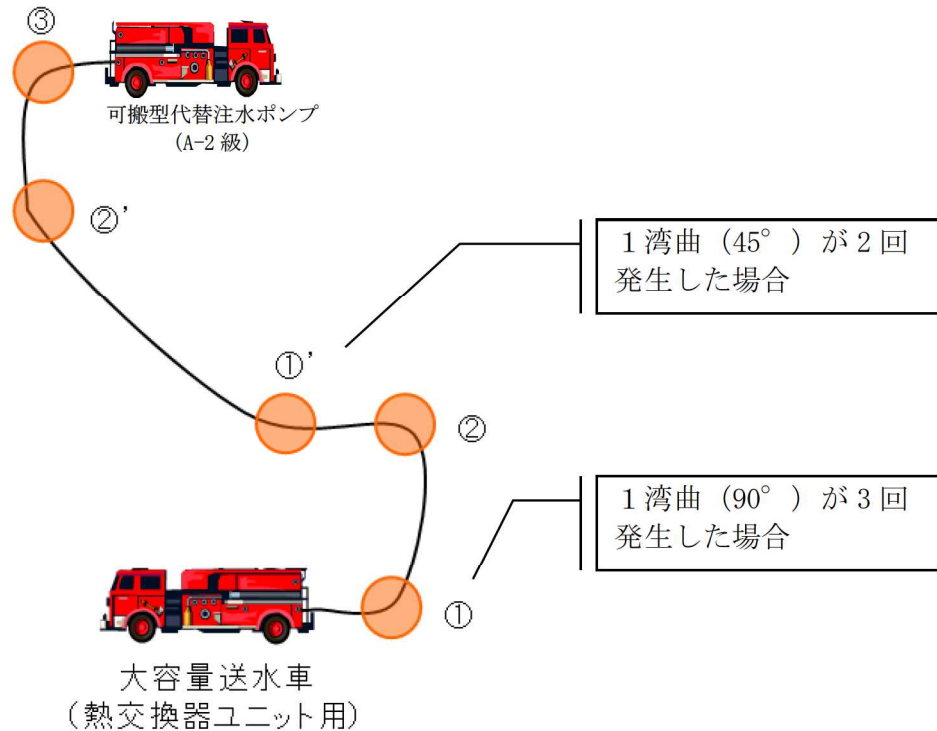 ③
可搬型代替注水ポンプ
(A-2 級)
②’
1湾曲（45°）が2回
発生した場合
①’
②
1湾曲（90°）が3回
発生した場合
①
大容量送水車
(熱交換器ユニット用)